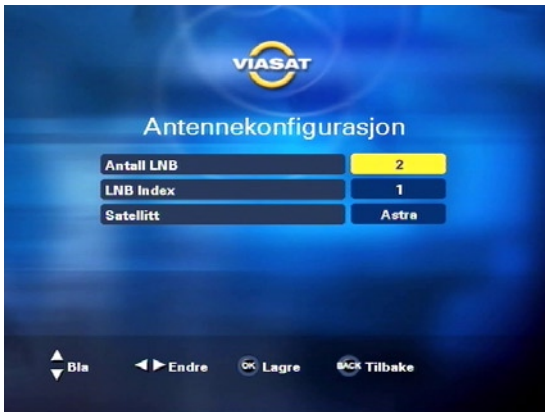 VIASAT
Antennekonfigurasjon
Antall LNB 2
LNB Index 1
Satellitt Astra
Bla Endre OK Lagre BACK Tilbake